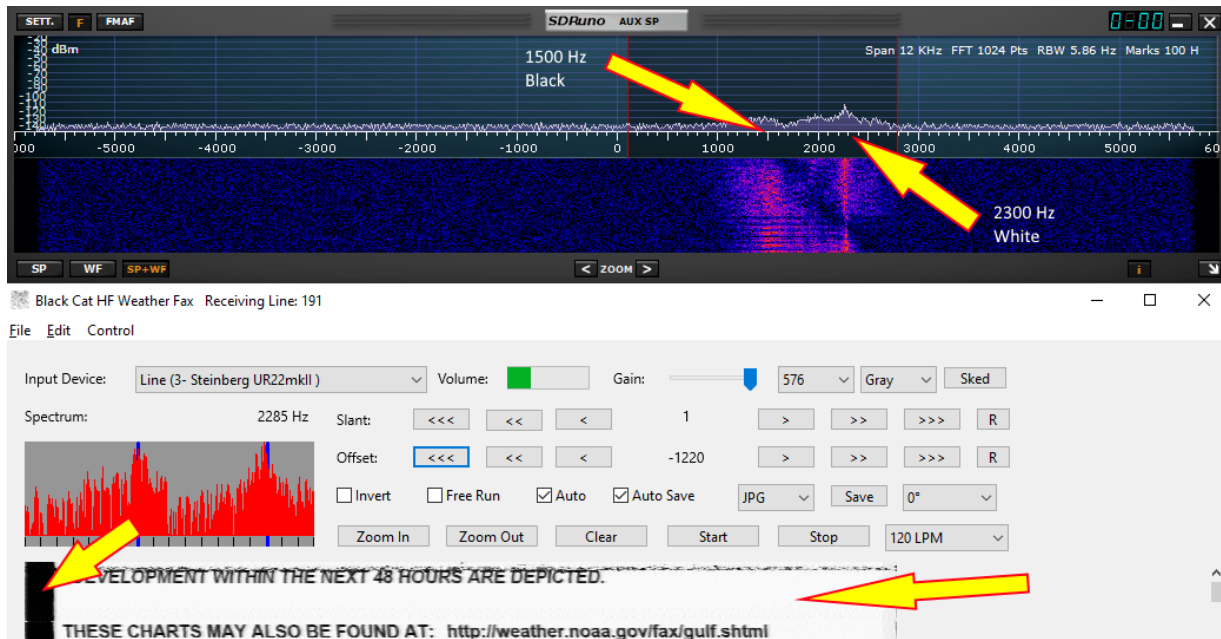 SETT. F FMAF SDRuno AUX SP 0-00
dBm
Span 12 KHz FFT 1024 Pts RBW 5.86 Hz Marks 100 H
1500 Hz
Black
-5000 -4000 -3000 -2000 -1000 0 1000 2000 3000 4000 5000 60
2300 Hz
White
SP WF SP+WF < ZOOM > i
Black Cat HF Weather Fax Receiving Line: 191
File Edit Control
Input Device: Line (3- Steinberg UR22mkII ) Volume: Gain: 576 Gray Sked
Spectrum: 2285 Hz Slant: <<< << < 1 > >> >>> R
Offset: <<< << < -1220 > >> >>> R
Invert Free Run Auto Auto Save JPG Save 0°
Zoom In Zoom Out Clear Start Stop 120 LPM
DEVELOPMENT WITHIN THE NEXT 48 HOURS ARE DEPICTED.
THESE CHARTS MAY ALSO BE FOUND AT: http://weather.noaa.gov/fax/gulf.shtml